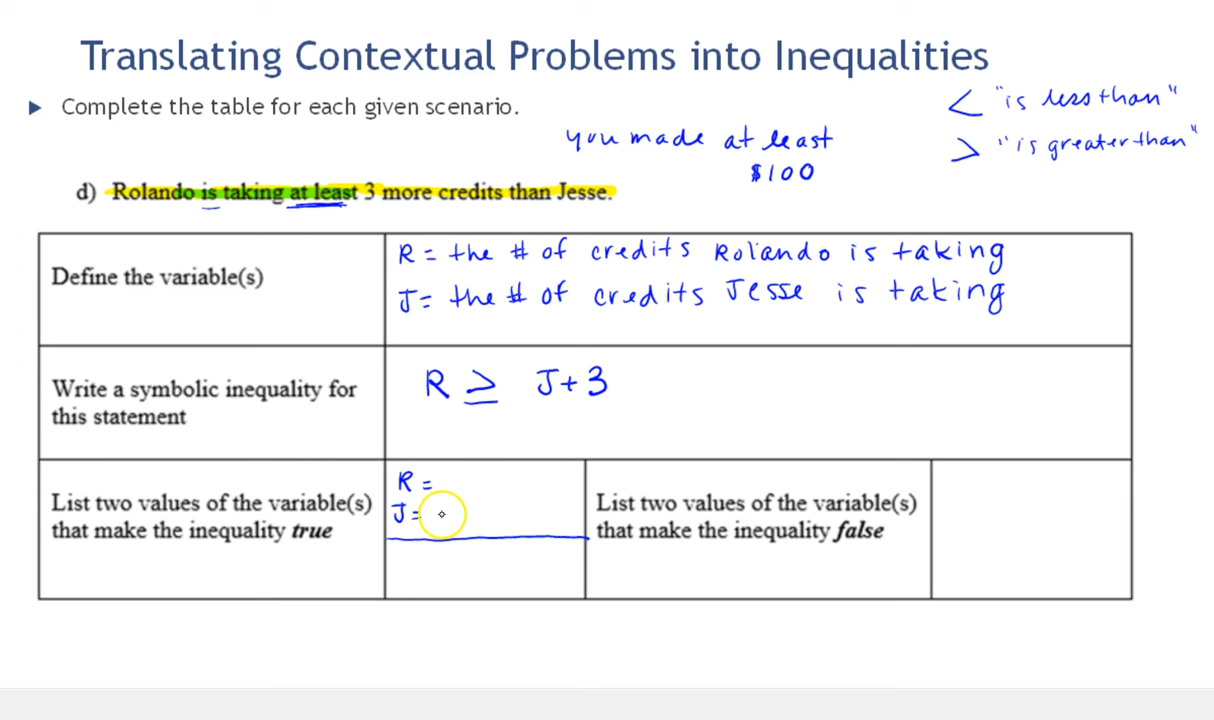 Translating Contextual Problems into Inequalities
Complete the table for each given scenario.
< "is less than"
> "is greater than"
you made at least
$100
d) Rolando is taking at least 3 more credits than Jesse.
Define the variable(s)
R = the # of credits Rolando is taking
J = the # of credits Jesse is taking
Write a symbolic inequality for
this statement
R ≥ J + 3
List two values of the variable(s)
that make the inequality true
R =
J =
List two values of the variable(s)
that make the inequality false